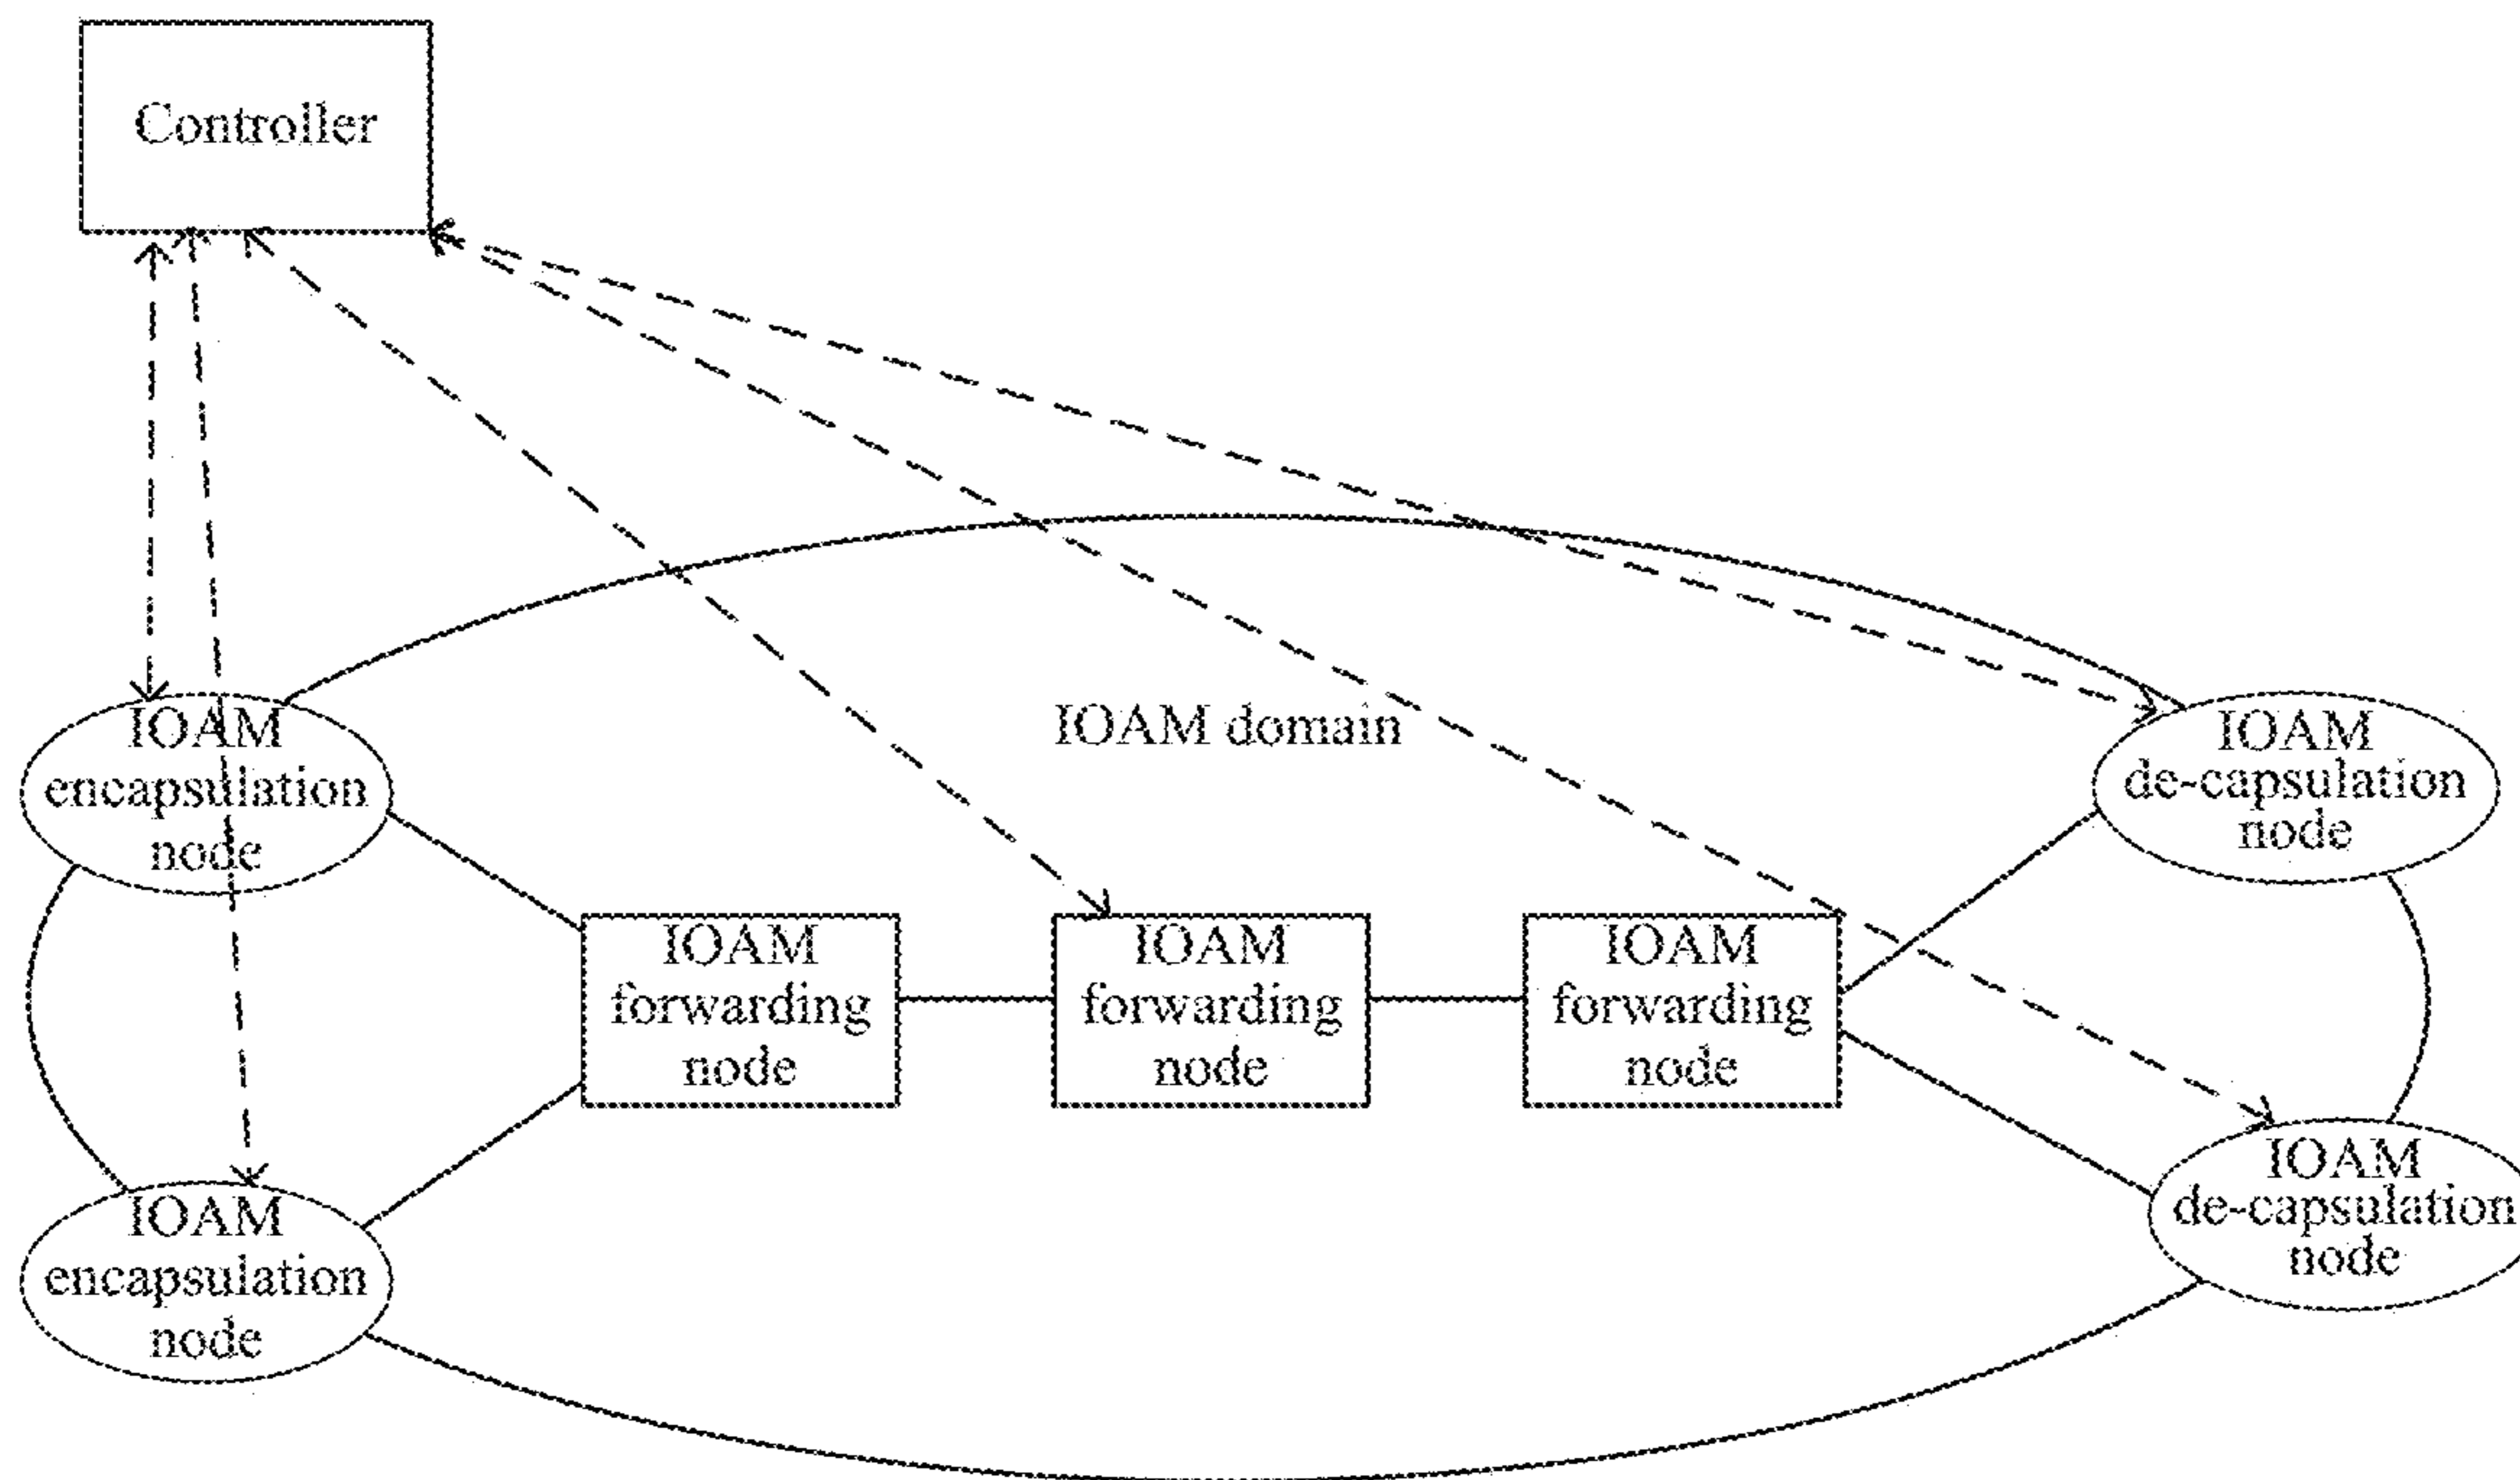 Controller
IOAM domain
IOAM
encapsulation
node
IOAM
de-capsulation
node
IOAM
forwarding
node
IOAM
forwarding
node
IOAM
forwarding
node
IOAM
encapsulation
node
IOAM
de-capsulation
node